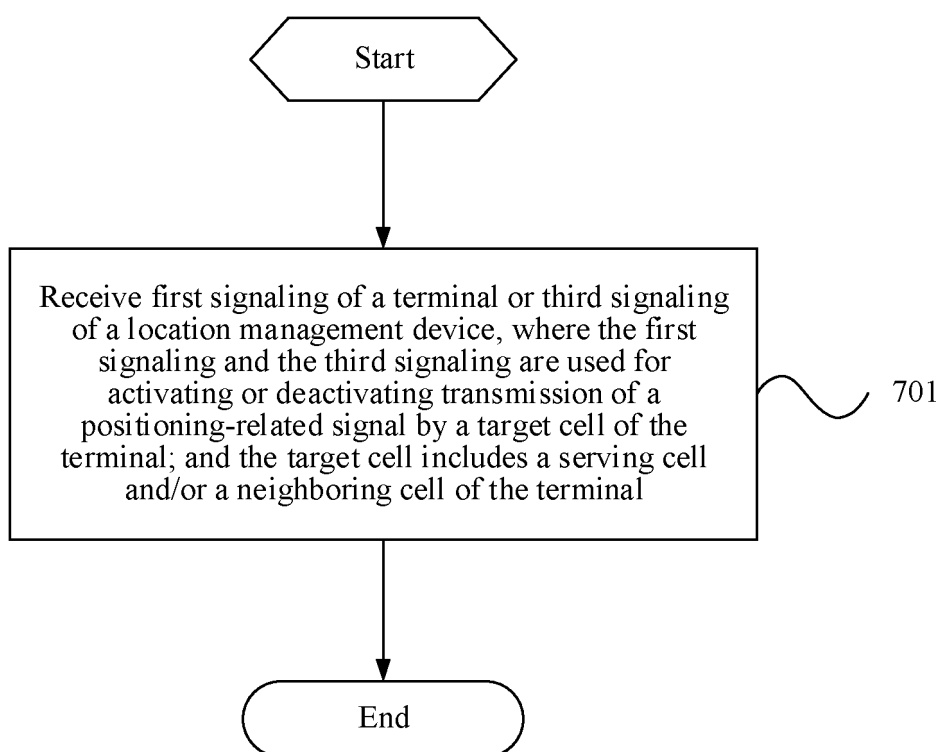 Start
Receive first signaling of a terminal or third signaling
of a location management device, where the first
signaling and the third signaling are used for
activating or deactivating transmission of a
positioning-related signal by a target cell of the
terminal; and the target cell includes a serving cell
and/or a neighboring cell of the terminal
701
End